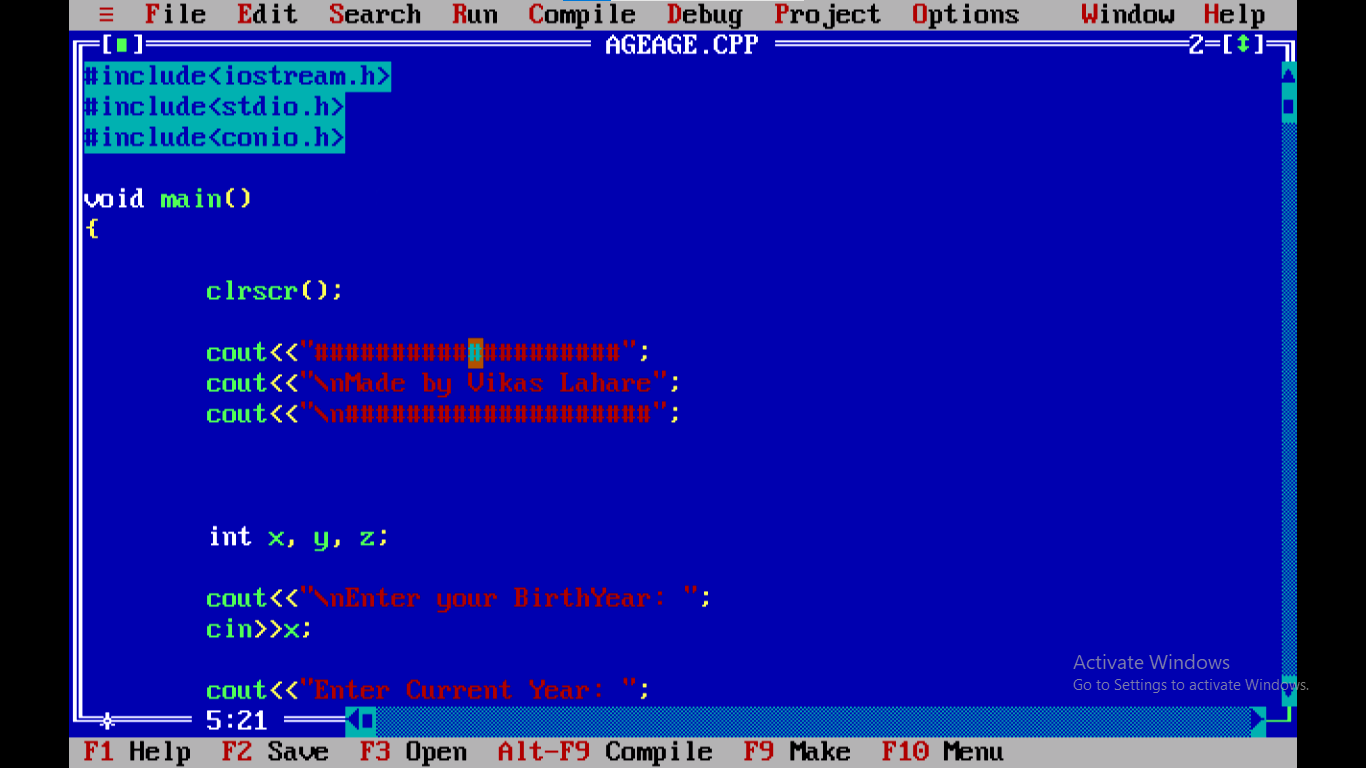 ≡ File Edit Search Run Compile Debug Project Options Window Help
[■] AGEAGE.CPP 2=[↕]
#include<iostream.h>
#include<stdio.h>
#include<conio.h>
void main()
{
clrscr();
cout<<"####################";
cout<<"\nMade by Vikas Lahare";
cout<<"\n####################";
int x, y, z;
cout<<"\nEnter your BirthYear: ";
cin>>x;
cout<<"Enter Current Year: ";
Activate Windows
Go to Settings to activate Windows.
5:21
F1 Help F2 Save F3 Open Alt-F9 Compile F9 Make F10 Menu